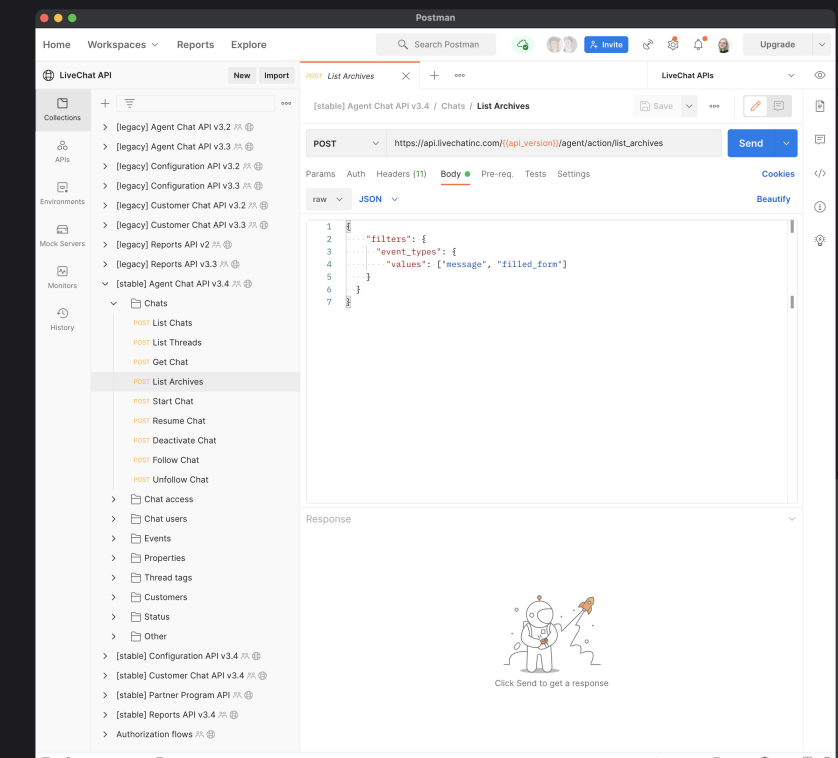 Postman
Home Workspaces Reports Explore
Search Postman
Invite
Upgrade
LiveChat API
New Import
POST List Archives
LiveChat APIs
Collections
APIs
Environments
Mock Servers
Monitors
History
[legacy] Agent Chat API v3.2
[legacy] Agent Chat API v3.3
[legacy] Configuration API v3.2
[legacy] Configuration API v3.3
[legacy] Customer Chat API v3.2
[legacy] Customer Chat API v3.3
[legacy] Reports API v2
[legacy] Reports API v3.3
[stable] Agent Chat API v3.4
Chats
POST List Chats
POST List Threads
POST Get Chat
POST List Archives
POST Start Chat
POST Resume Chat
POST Deactivate Chat
POST Follow Chat
POST Unfollow Chat
Chat access
Chat users
Events
Properties
Thread tags
Customers
Status
Other
[stable] Configuration API v3.4
[stable] Customer Chat API v3.4
[stable] Partner Program API
[stable] Reports API v3.4
Authorization flows
[stable] Agent Chat API v3.4 / Chats / List Archives
Save
POST
https://api.livechatinc.com/{{api_version}}/agent/action/list_archives
Send
Params Auth Headers (11) Body Pre-req. Tests Settings
Cookies
raw JSON
Beautify
1 {
2 "filters": {
3 "event_types": {
4 "values": ["message", "filled_form"]
5 }
6 }
7 }
Response
Click Send to get a response